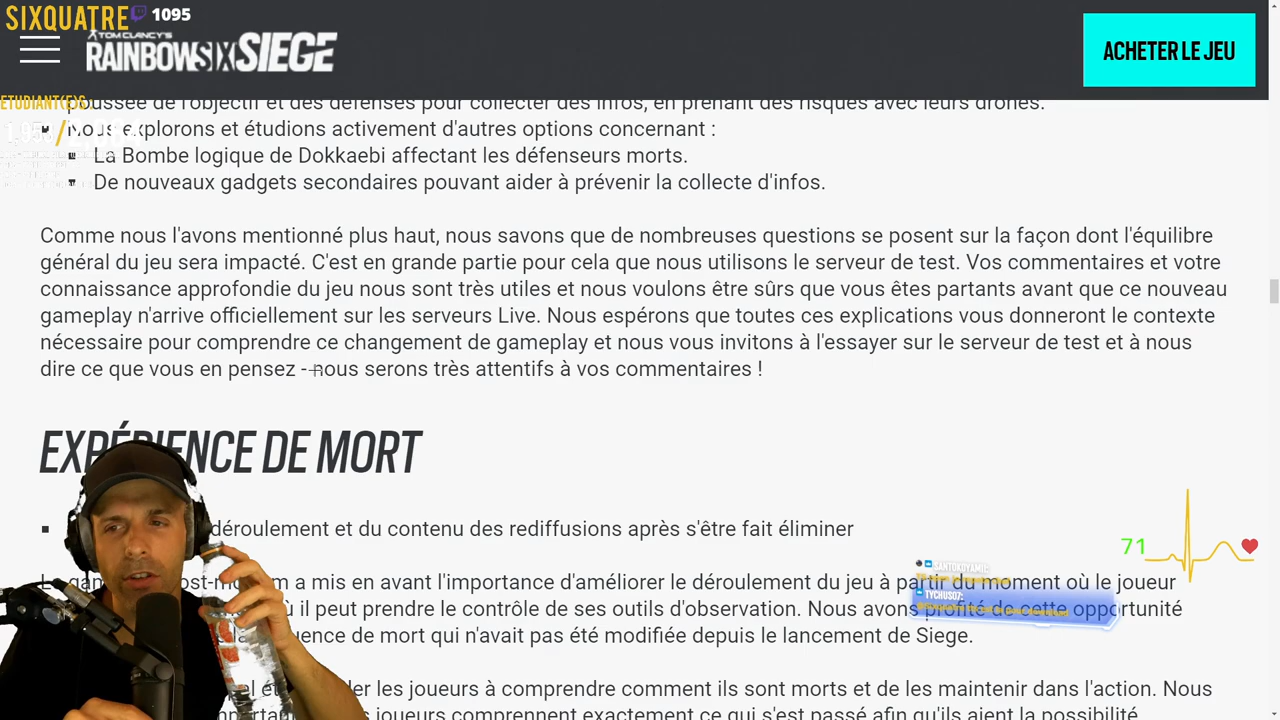 SIXQUATRE 1095
TOM CLANCY'S
RAINBOW SIX SIEGE
ACHETER LE JEU
ETUDIANT(E)S:
poussée de l'objectif et des défenses pour collecter des infos, en prenant des risques avec leurs drones.
Nous explorons et étudions activement d'autres options concernant :
La Bombe logique de Dokkaebi affectant les défenseurs morts.
De nouveaux gadgets secondaires pouvant aider à prévenir la collecte d'infos.
Comme nous l'avons mentionné plus haut, nous savons que de nombreuses questions se posent sur la façon dont l'équilibre
général du jeu sera impacté. C'est en grande partie pour cela que nous utilisons le serveur de test. Vos commentaires et votre
connaissance approfondie du jeu nous sont très utiles et nous voulons être sûrs que vous êtes partants avant que ce nouveau
gameplay n'arrive officiellement sur les serveurs Live. Nous espérons que toutes ces explications vous donneront le contexte
nécessaire pour comprendre ce changement de gameplay et nous vous invitons à l'essayer sur le serveur de test et à nous
dire ce que vous en pensez - nous serons très attentifs à vos commentaires !
EXPÉRIENCE DE MORT
déroulement et du contenu des rediffusions après s'être fait éliminer
a mis en avant l'importance d'améliorer le déroulement du jeu à partir du moment où le joueur
où il peut prendre le contrôle de ses outils d'observation. Nous avons profité de cette opportunité
de mort qui n'avait pas été modifiée depuis le lancement de Siege.
71
SANTOKOYAMI:
TYCHUS07:
les joueurs à comprendre comment ils sont morts et de les maintenir dans l'action. Nous
joueurs comprennent exactement ce qui s'est passé afin qu'ils aient la possibilité